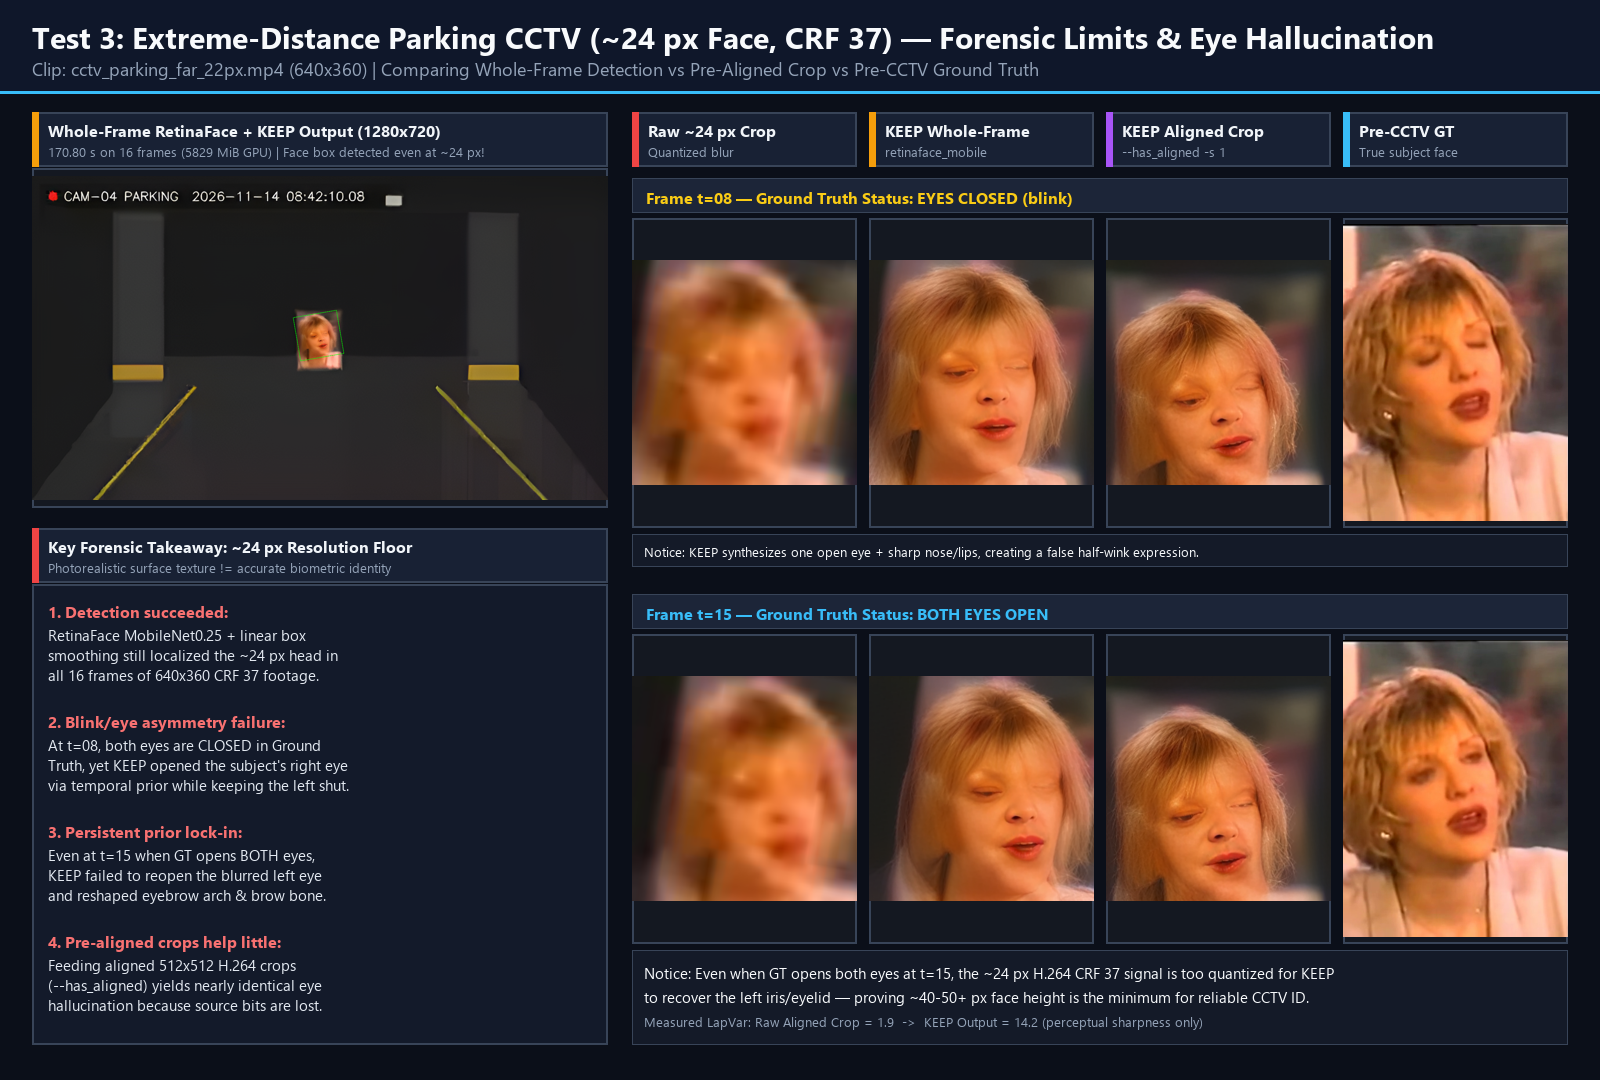 Test 3: Extreme-Distance Parking CCTV (~24 px Face, CRF 37) — Forensic Limits & Eye Hallucination
Clip: cctv_parking_far_22px.mp4 (640x360) | Comparing Whole-Frame Detection vs Pre-Aligned Crop vs Pre-CCTV Ground Truth
Whole-Frame RetinaFace + KEEP Output (1280x720)
170.80 s on 16 frames (5829 MiB GPU) | Face box detected even at ~24 px!
CAM-04 PARKING 2026-11-14 08:42:10.08
Key Forensic Takeaway: ~24 px Resolution Floor
Photorealistic surface texture != accurate biometric identity
1. Detection succeeded:
RetinaFace MobileNet0.25 + linear box
smoothing still localized the ~24 px head in
all 16 frames of 640x360 CRF 37 footage.
2. Blink/eye asymmetry failure:
At t=08, both eyes are CLOSED in Ground
Truth, yet KEEP opened the subject's right eye
via temporal prior while keeping the left shut.
3. Persistent prior lock-in:
Even at t=15 when GT opens BOTH eyes,
KEEP failed to reopen the blurred left eye
and reshaped eyebrow arch & brow bone.
4. Pre-aligned crops help little:
Feeding aligned 512x512 H.264 crops
(--has_aligned) yields nearly identical eye
hallucination because source bits are lost.
Raw ~24 px Crop
Quantized blur
KEEP Whole-Frame
retinaface_mobile
KEEP Aligned Crop
--has_aligned -s 1
Pre-CCTV GT
True subject face
Frame t=08 — Ground Truth Status: EYES CLOSED (blink)
Notice: KEEP synthesizes one open eye + sharp nose/lips, creating a false half-wink expression.
Frame t=15 — Ground Truth Status: BOTH EYES OPEN
Notice: Even when GT opens both eyes at t=15, the ~24 px H.264 CRF 37 signal is too quantized for KEEP
to recover the left iris/eyelid — proving ~40-50+ px face height is the minimum for reliable CCTV ID.
Measured LapVar: Raw Aligned Crop = 1.9 -> KEEP Output = 14.2 (perceptual sharpness only)